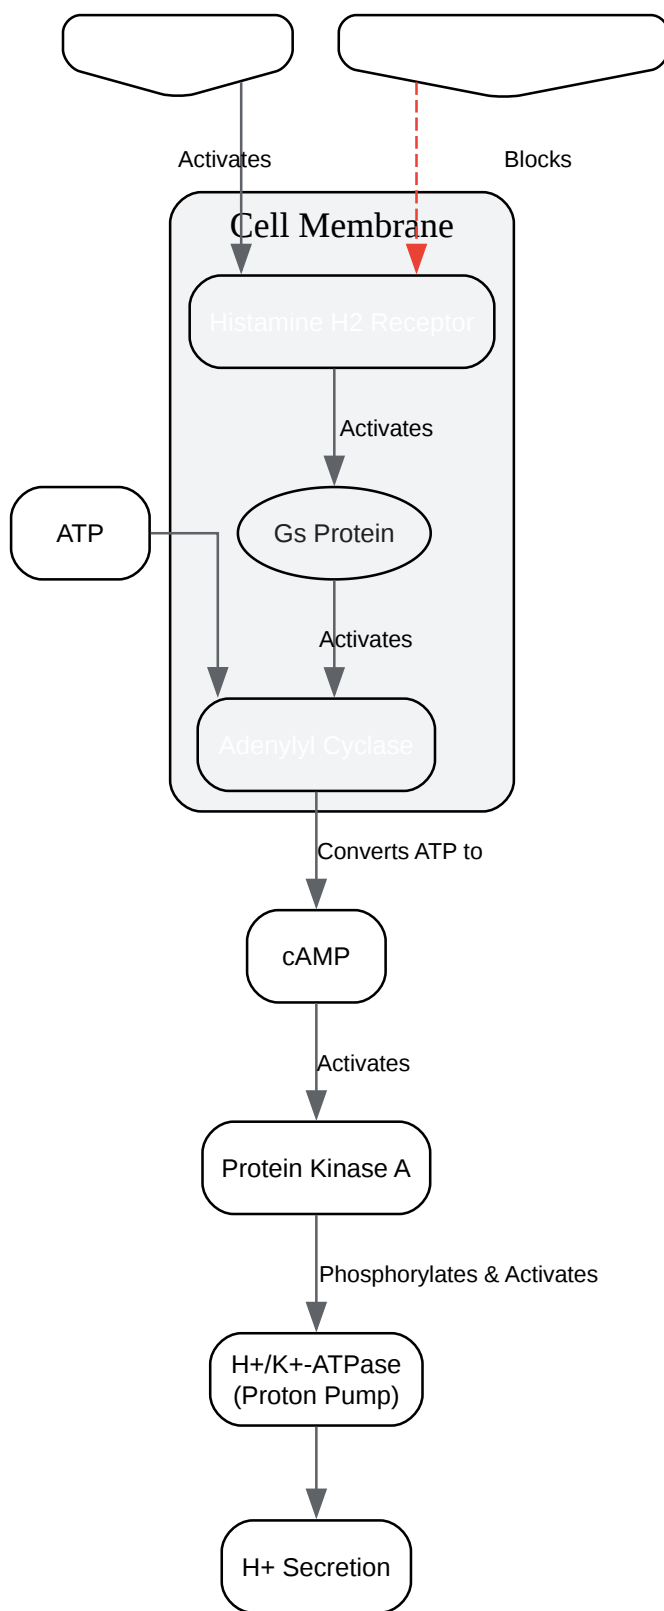 Activates
Blocks
Cell Membrane
Histamine H2 Receptor
Activates
ATP
Gs Protein
Activates
Adenylyl Cyclase
Converts ATP to
cAMP
Activates
Protein Kinase A
Phosphorylates & Activates
H+/K+-ATPase
(Proton Pump)
H+ Secretion